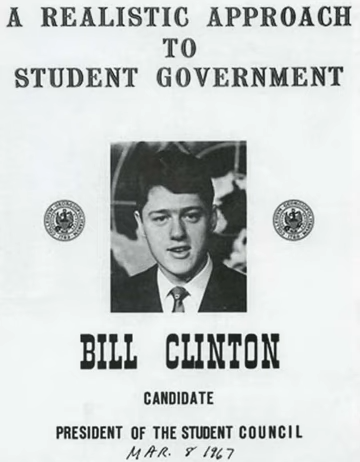 A REALISTIC APPROACH
TO
STUDENT GOVERNMENT
BILL CLINTON
CANDIDATE
PRESIDENT OF THE STUDENT COUNCIL
MAR. 8 1967